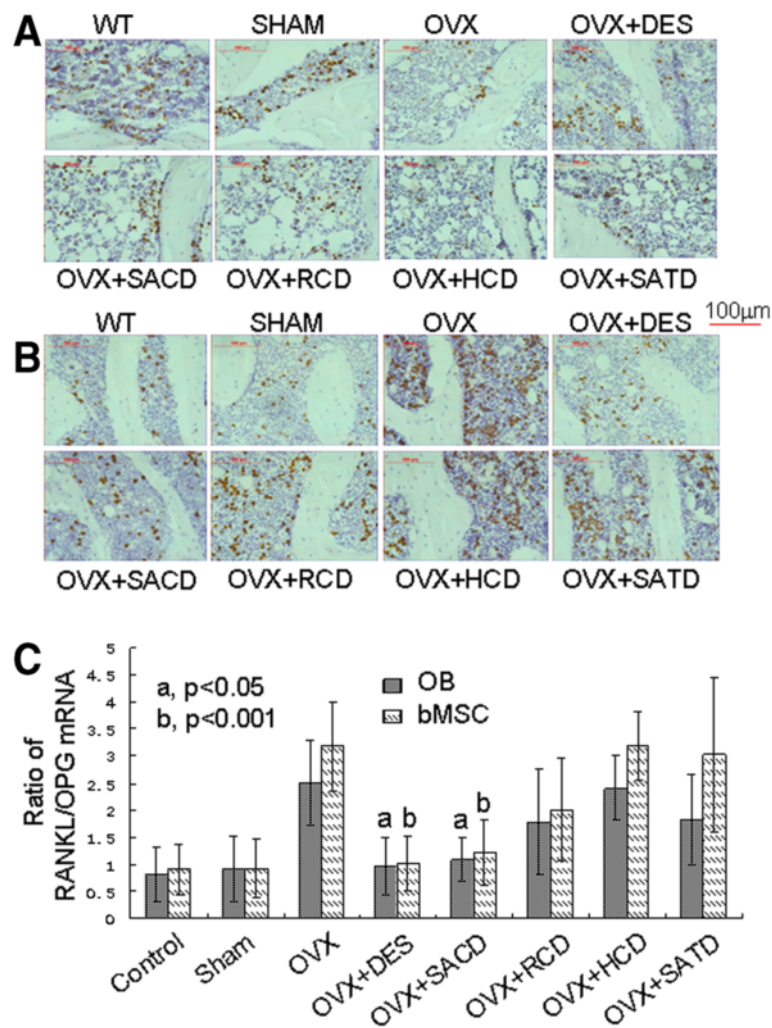 A
WT SHAM OVX OVX+DES
OVX+SACD OVX+RCD OVX+HCD OVX+SATD
100μm
B
WT SHAM OVX OVX+DES
OVX+SACD OVX+RCD OVX+HCD OVX+SATD
C
Ratio of
RANKL/OPG mRNA
5
4.5
4
3.5
3
2.5
2
1.5
1
0.5
0
a, p<0.05
b, p<0.001
OB
bMSC
a b a b
Control Sham OVX OVX+DES OVX+SACD OVX+RCD OVX+HCD OVX+SATD